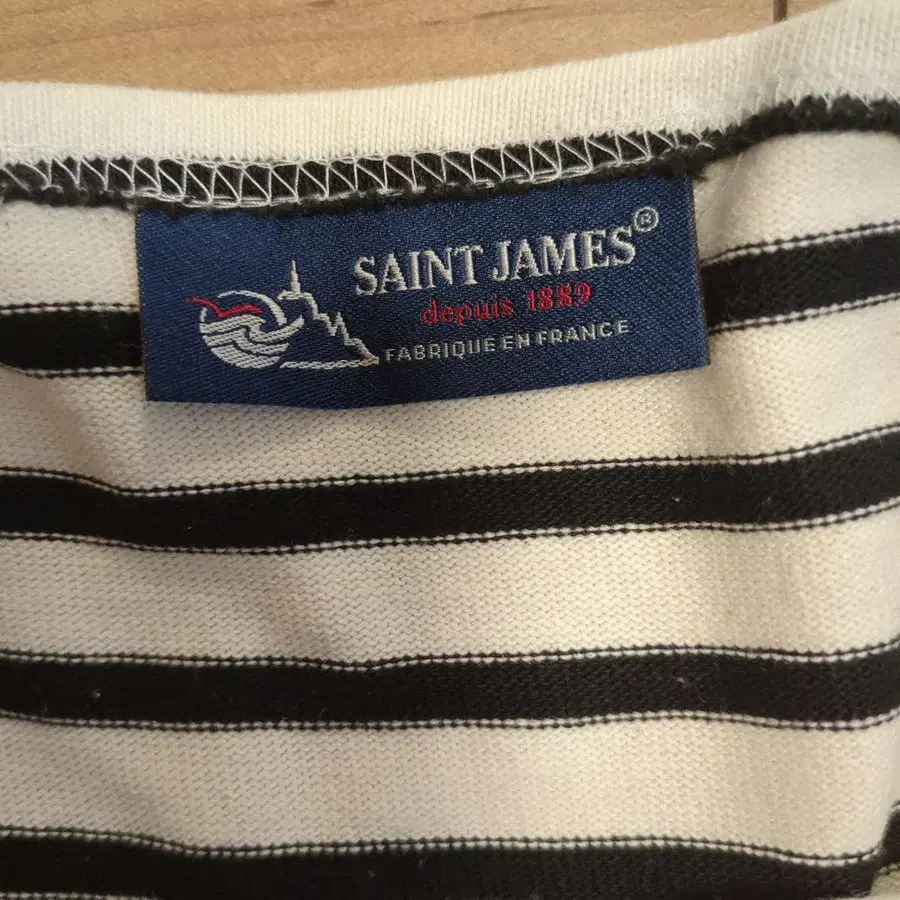 SAINT JAMES®
depuis 1889
FABRIQUE EN FRANCE